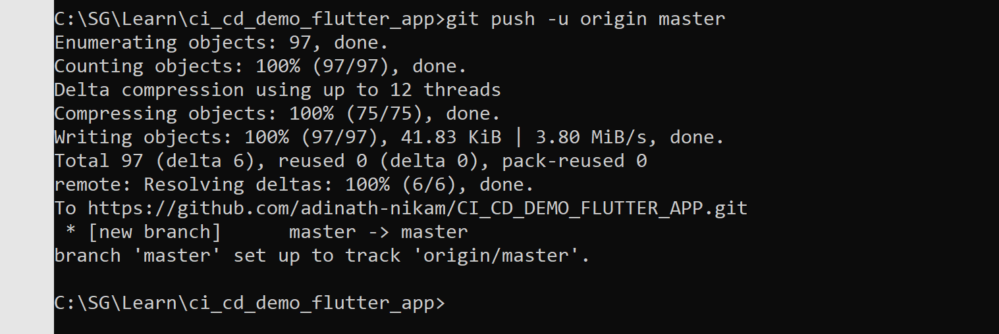 C:\SG\Learn\ci_cd_demo_flutter_app>git push -u origin master
Enumerating objects: 97, done.
Counting objects: 100% (97/97), done.
Delta compression using up to 12 threads
Compressing objects: 100% (75/75), done.
Writing objects: 100% (97/97), 41.83 KiB | 3.80 MiB/s, done.
Total 97 (delta 6), reused 0 (delta 0), pack-reused 0
remote: Resolving deltas: 100% (6/6), done.
To https://github.com/adinath-nikam/CI_CD_DEMO_FLUTTER_APP.git
 * [new branch]      master -> master
branch 'master' set up to track 'origin/master'.
C:\SG\Learn\ci_cd_demo_flutter_app>